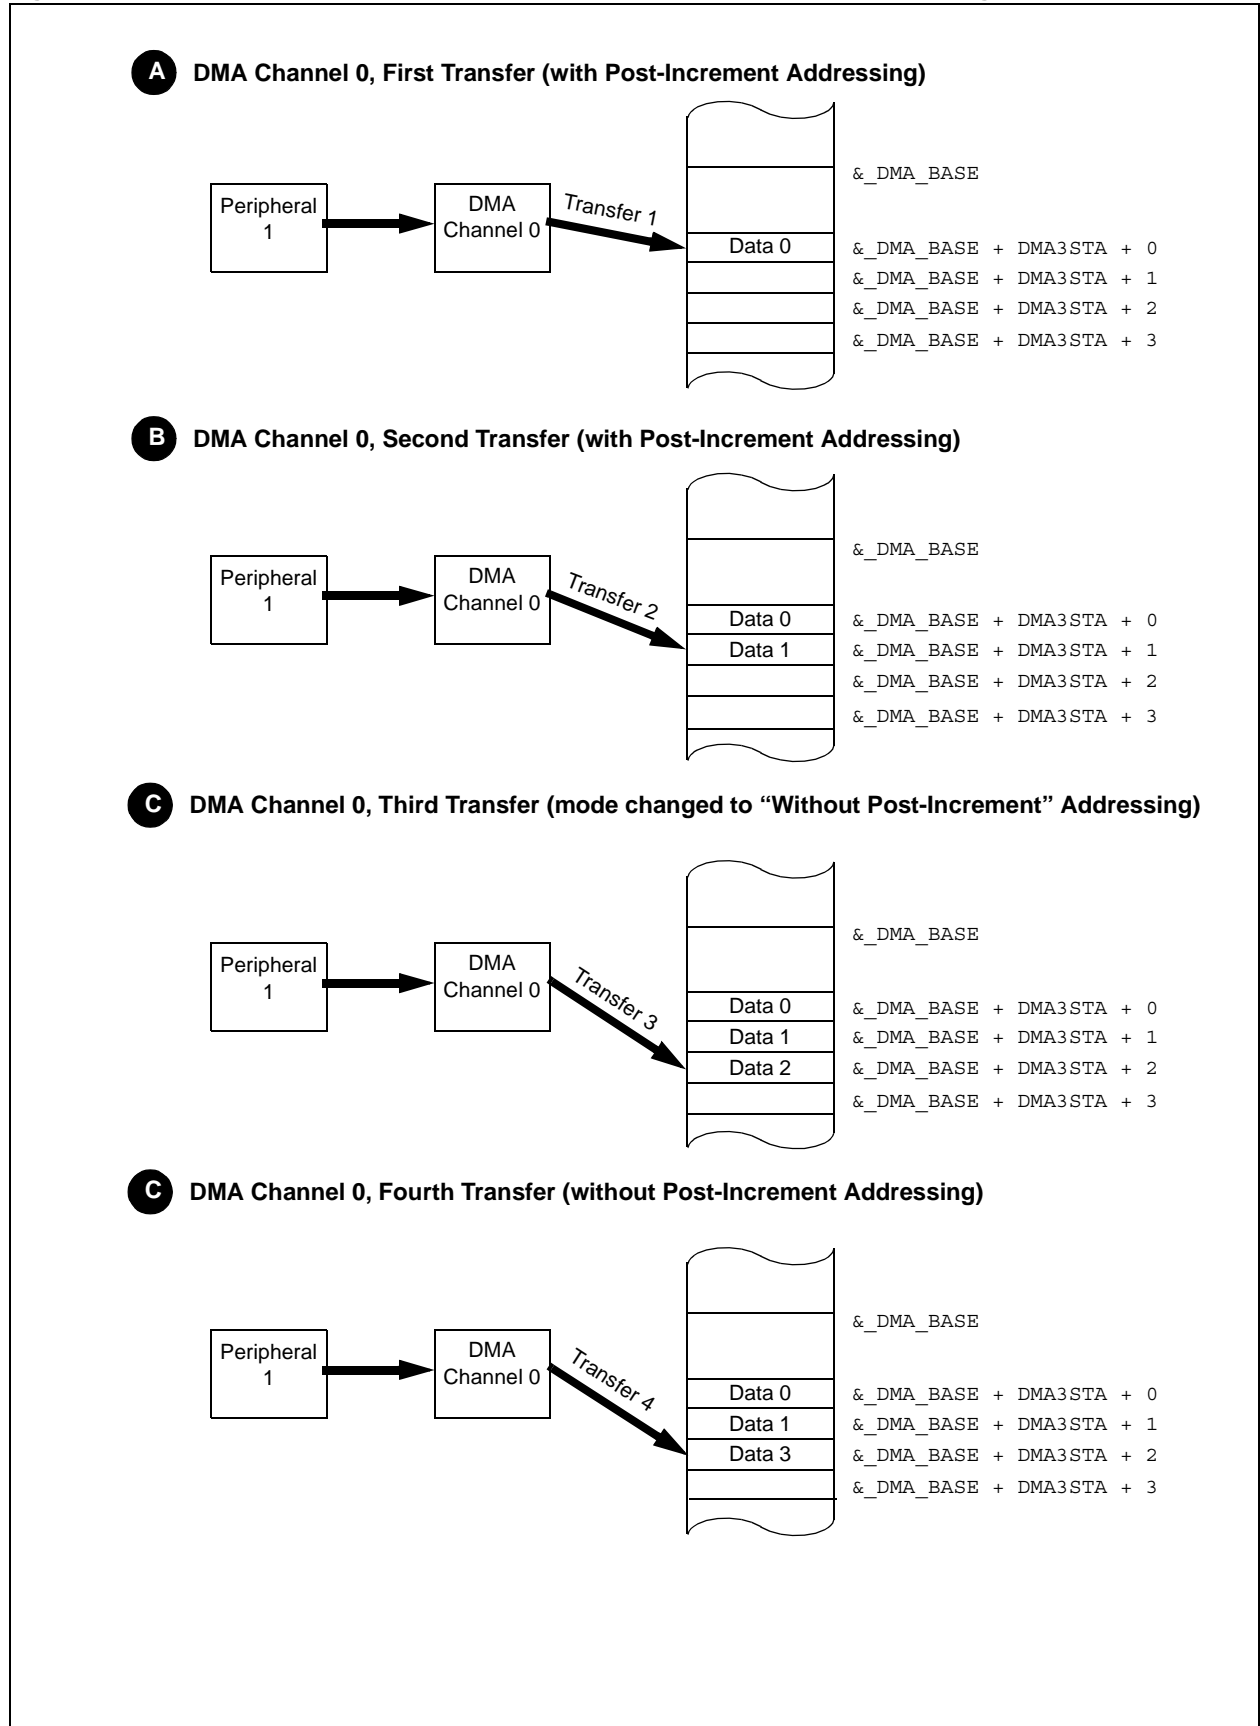 A DMA Channel 0, First Transfer (with Post-Increment Addressing)
&_DMA_BASE
Peripheral
1
DMA
Channel 0
Transfer 1
Data 0 &_DMA_BASE + DMA3STA + 0
&_DMA_BASE + DMA3STA + 1
&_DMA_BASE + DMA3STA + 2
&_DMA_BASE + DMA3STA + 3
B DMA Channel 0, Second Transfer (with Post-Increment Addressing)
&_DMA_BASE
Peripheral
1
DMA
Channel 0
Transfer 2
Data 0 &_DMA_BASE + DMA3STA + 0
Data 1 &_DMA_BASE + DMA3STA + 1
&_DMA_BASE + DMA3STA + 2
&_DMA_BASE + DMA3STA + 3
C DMA Channel 0, Third Transfer (mode changed to “Without Post-Increment” Addressing)
&_DMA_BASE
Peripheral
1
DMA
Channel 0
Transfer 3
Data 0 &_DMA_BASE + DMA3STA + 0
Data 1 &_DMA_BASE + DMA3STA + 1
Data 2 &_DMA_BASE + DMA3STA + 2
&_DMA_BASE + DMA3STA + 3
C DMA Channel 0, Fourth Transfer (without Post-Increment Addressing)
&_DMA_BASE
Peripheral
1
DMA
Channel 0
Transfer 4
Data 0 &_DMA_BASE + DMA3STA + 0
Data 1 &_DMA_BASE + DMA3STA + 1
Data 3 &_DMA_BASE + DMA3STA + 2
&_DMA_BASE + DMA3STA + 3